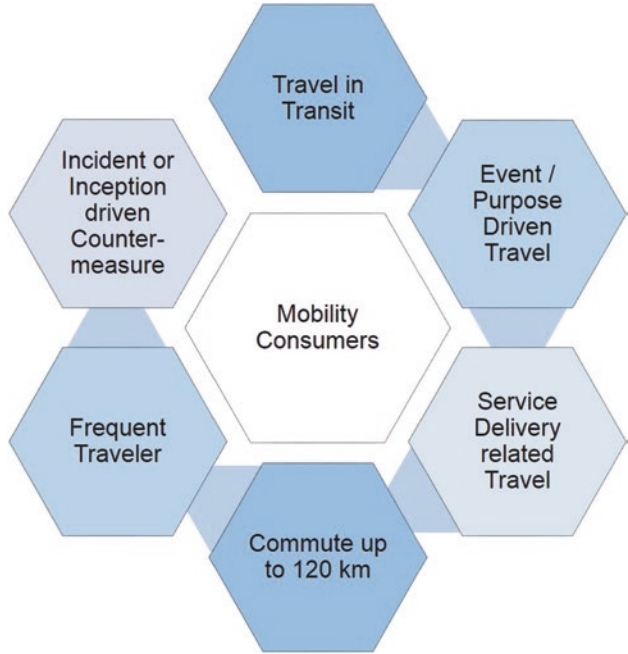 Travel in
Transit
Event /
Purpose
Driven
Travel
Service
Delivery
related
Travel
Commute up
to 120 km
Frequent
Traveler
Incident or
Inception
driven
Counter-
measure
Mobility
Consumers